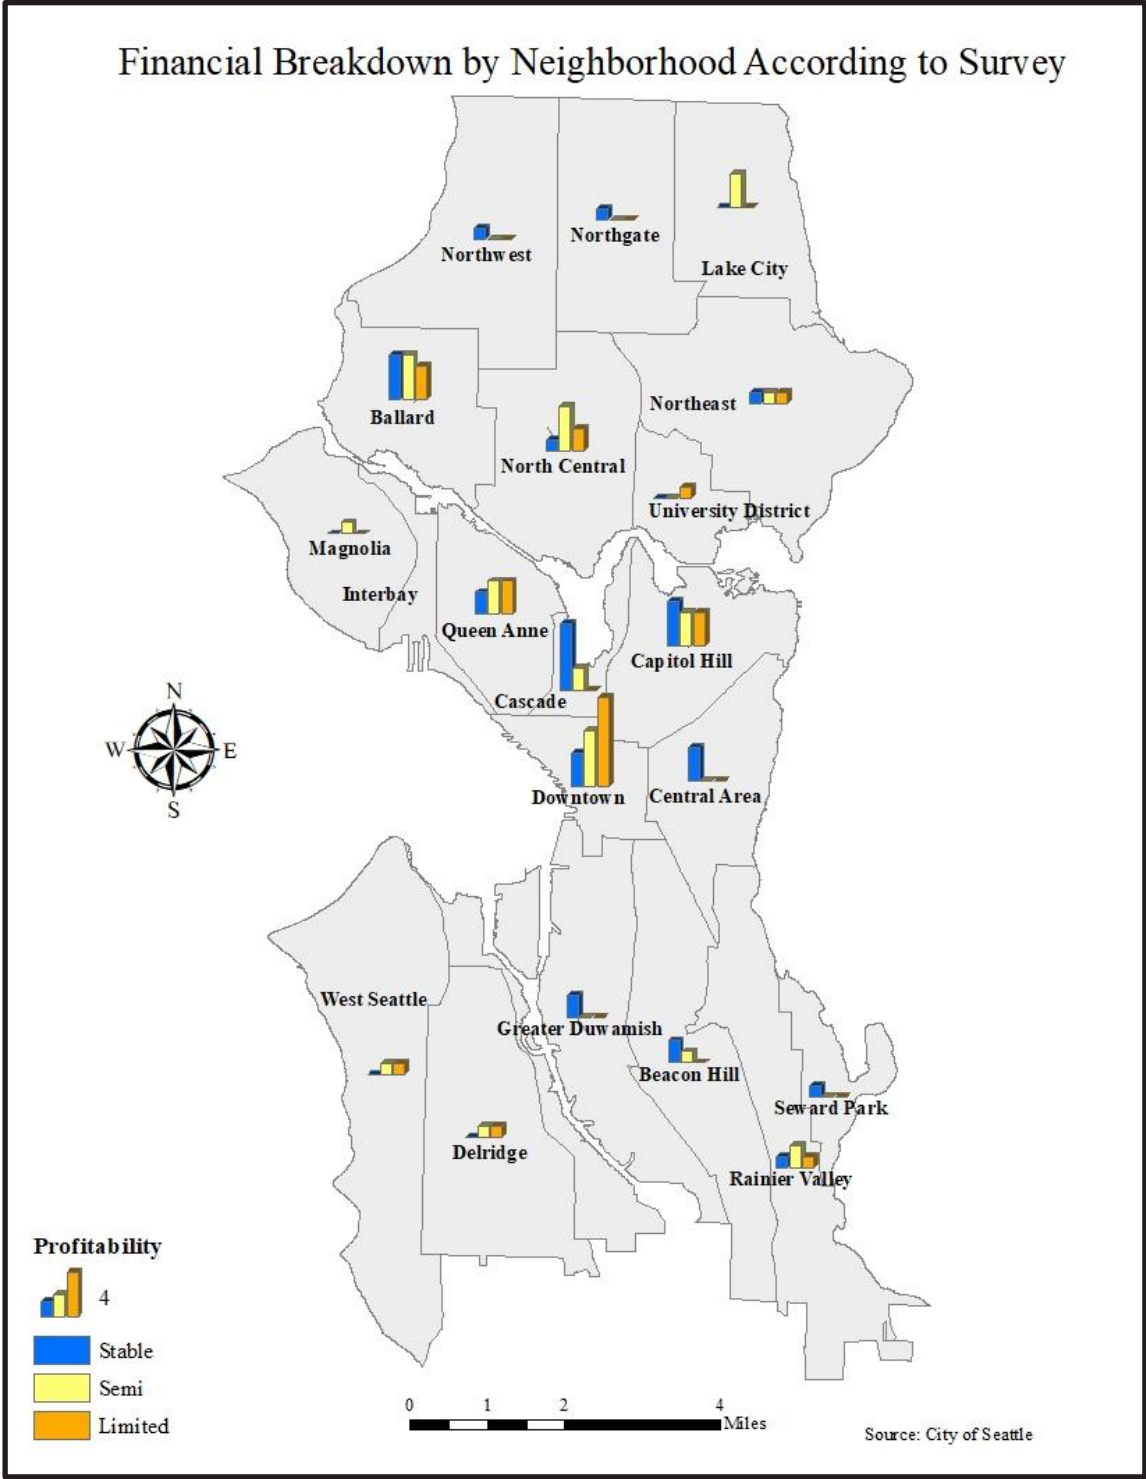 Financial Breakdown by Neighborhood According to Survey
Northwest
Northgate
Lake City
Ballard
North Central
Northeast
University District
Magnolia
Interbay
Queen Anne
Capitol Hill
Cascade
Downtown
Central Area
N
W
E
S
West Seattle
Greater Duwamish
Beacon Hill
Seward Park
Delridge
Rainier Valley
Profitability
4
Stable
Semi
Limited
0 1 2 4
Miles
Source: City of Seattle